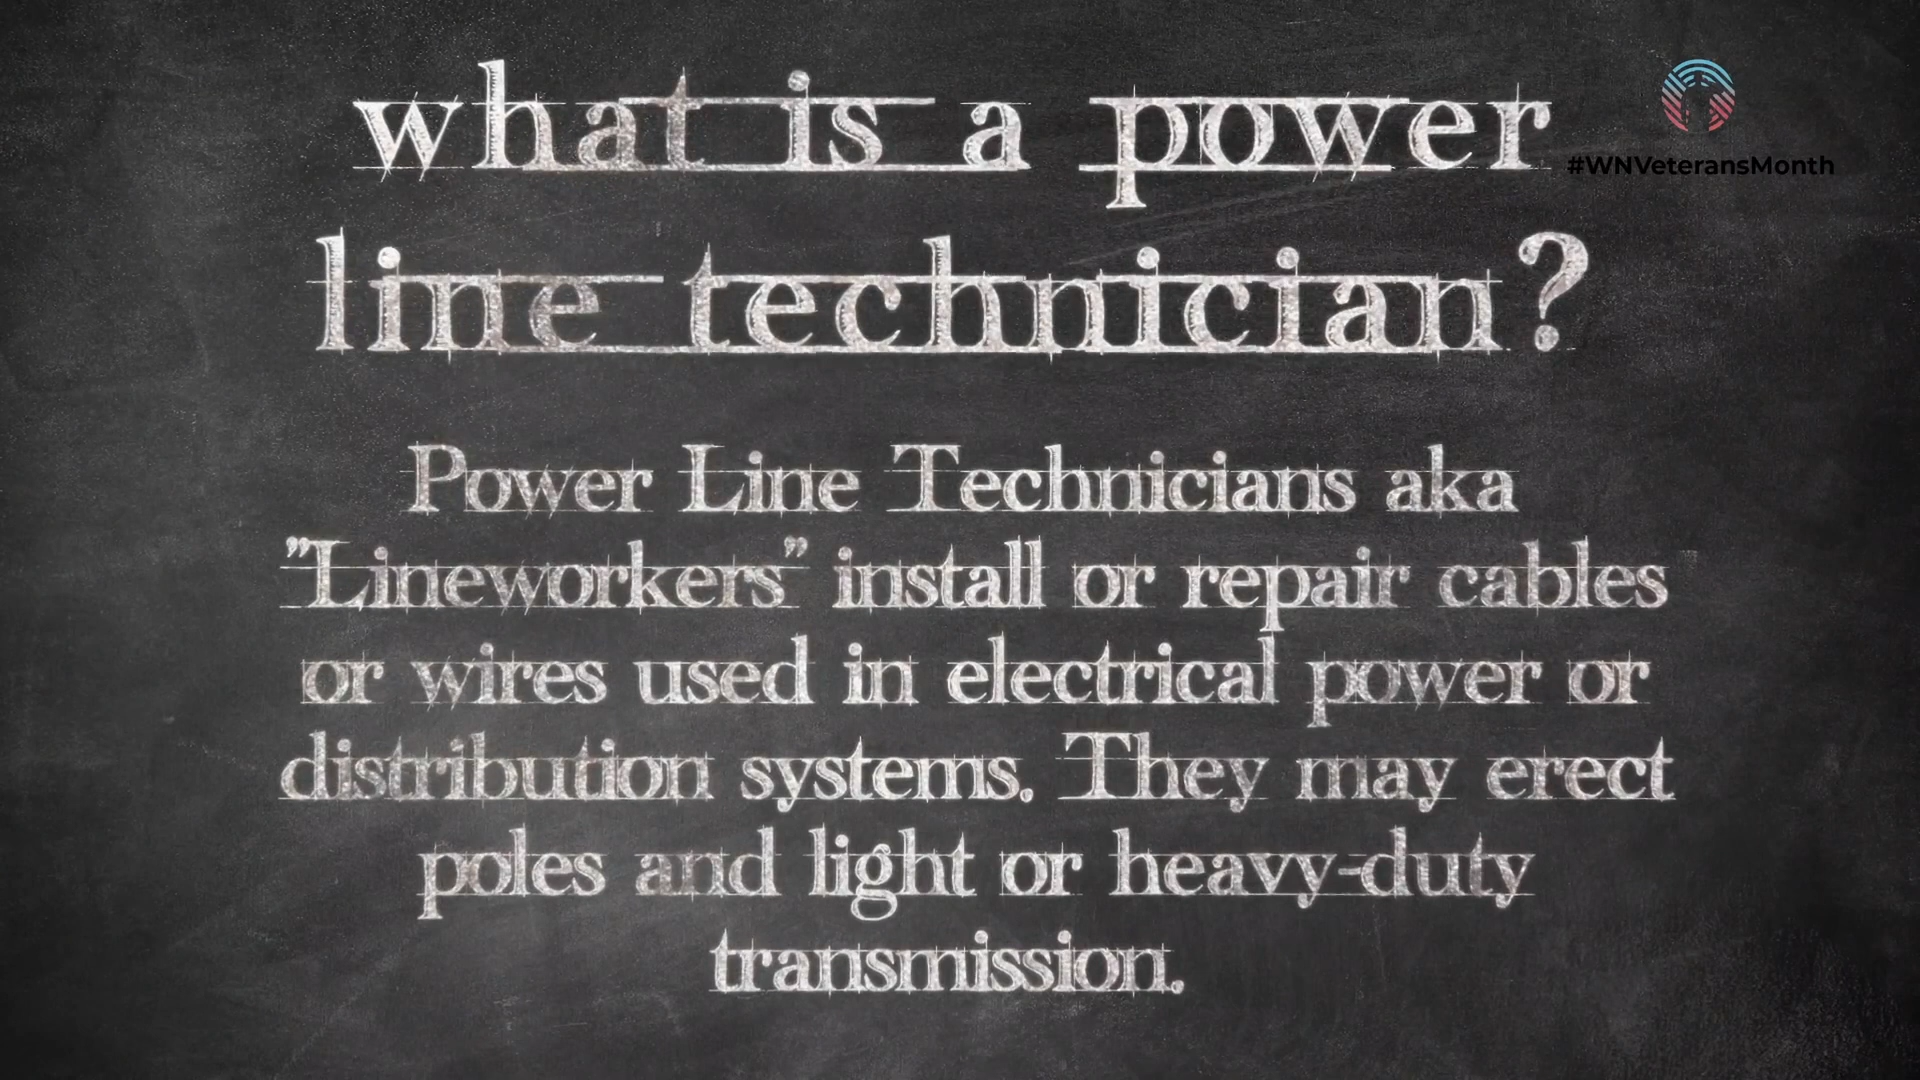 what is a power
#WNVeteransMonth
line technician?
Power Line Technicians aka
"Lineworkers" install or repair cables
or wires used in electrical power or
distribution systems. They may erect
poles and light or heavy-duty
transmission.